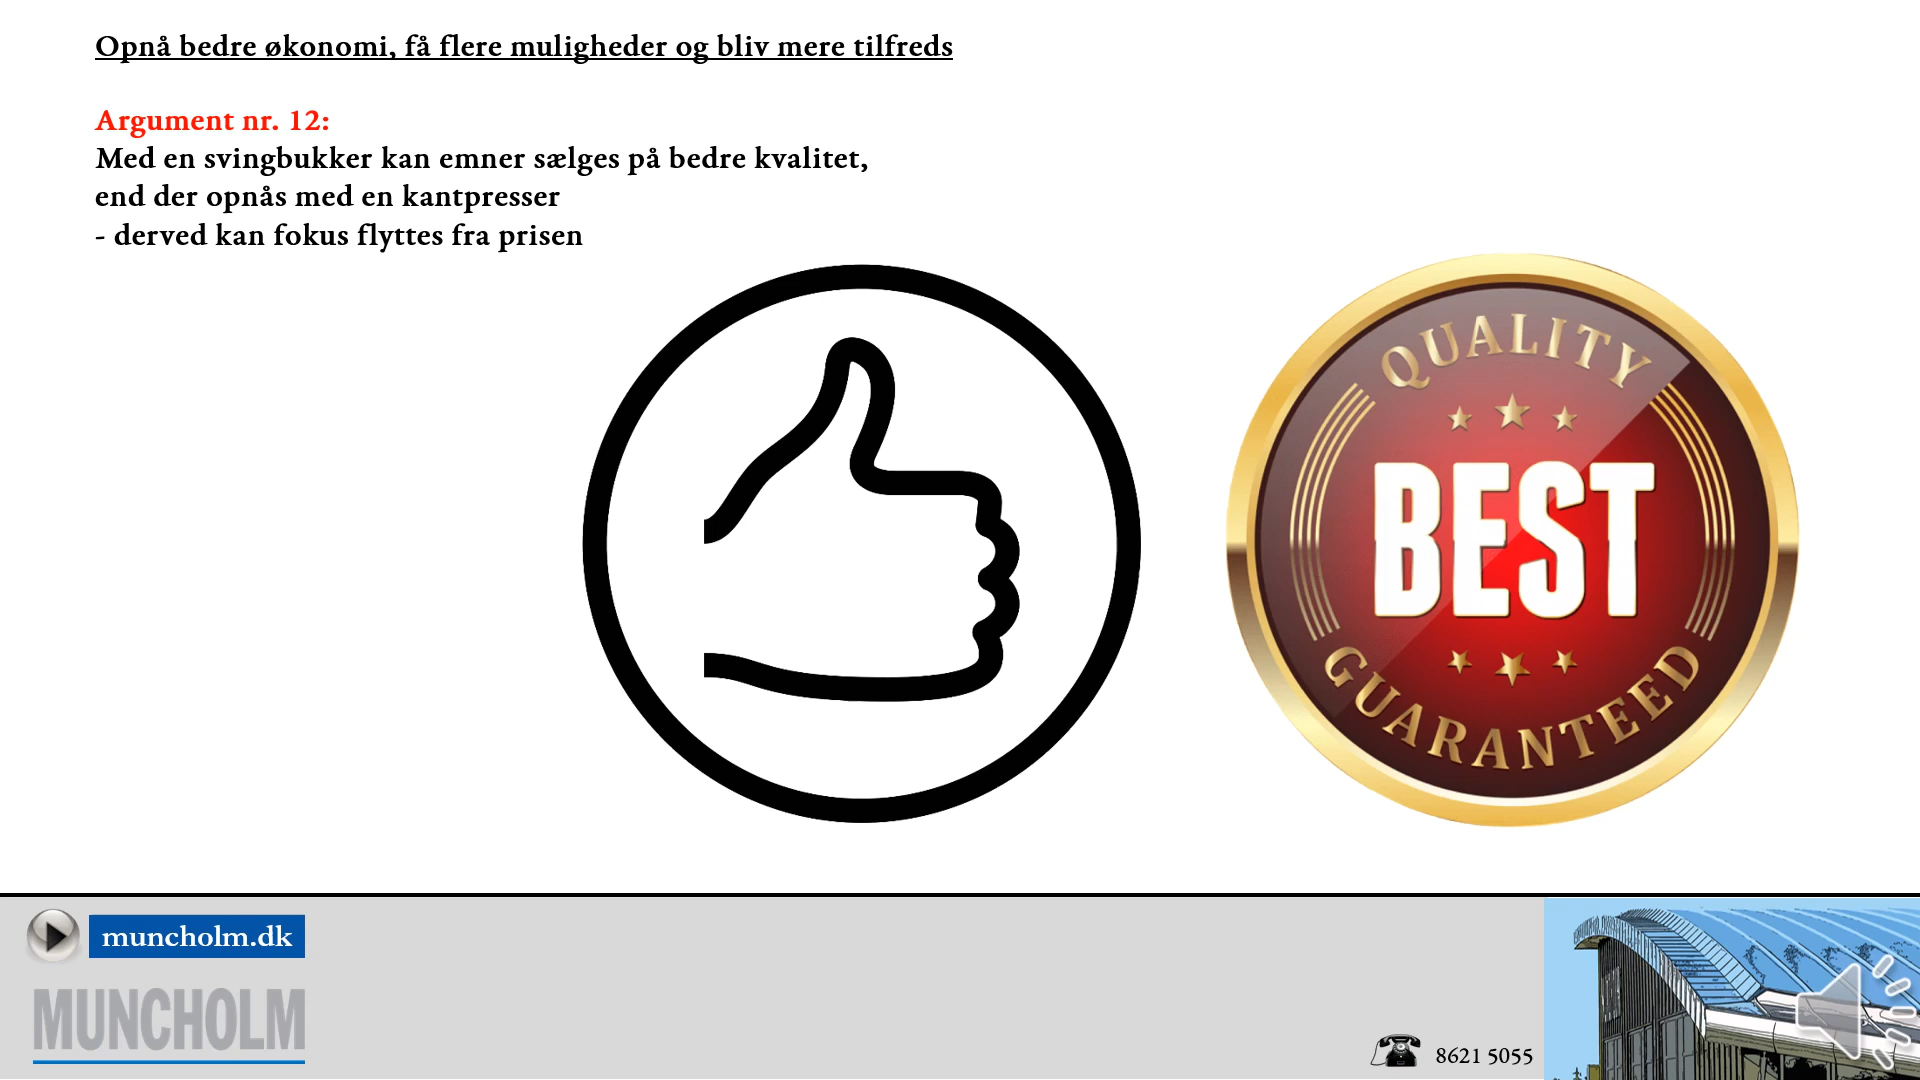 Opnå bedre økonomi, få flere muligheder og bliv mere tilfreds
Argument nr. 12:
Med en svingbukker kan emner sælges på bedre kvalitet,
end der opnås med en kantpresser
- derved kan fokus flyttes fra prisen
QUALITY
BEST
GUARANTEED
muncholm.dk
MUNCHOLM
8621 5055